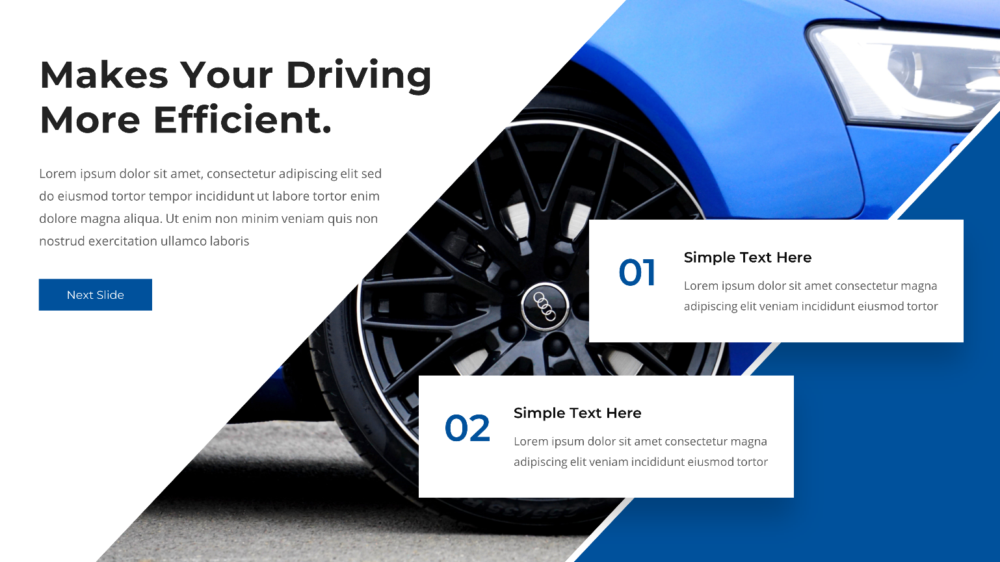 Makes Your Driving
More Efficient.
Lorem ipsum dolor sit amet, consectetur adipiscing elit sed
do eiusmod tortor tempor incididunt ut labore tortor enim
dolore magna aliqua. Ut enim non minim veniam quis non
nostrud exercitation ullamco laboris
Next Slide
01
Simple Text Here
Lorem ipsum dolor sit amet consectetur magna
adipiscing elit veniam incididunt eiusmod tortor
02
Simple Text Here
Lorem ipsum dolor sit amet consectetur magna
adipiscing elit veniam incididunt eiusmod tortor